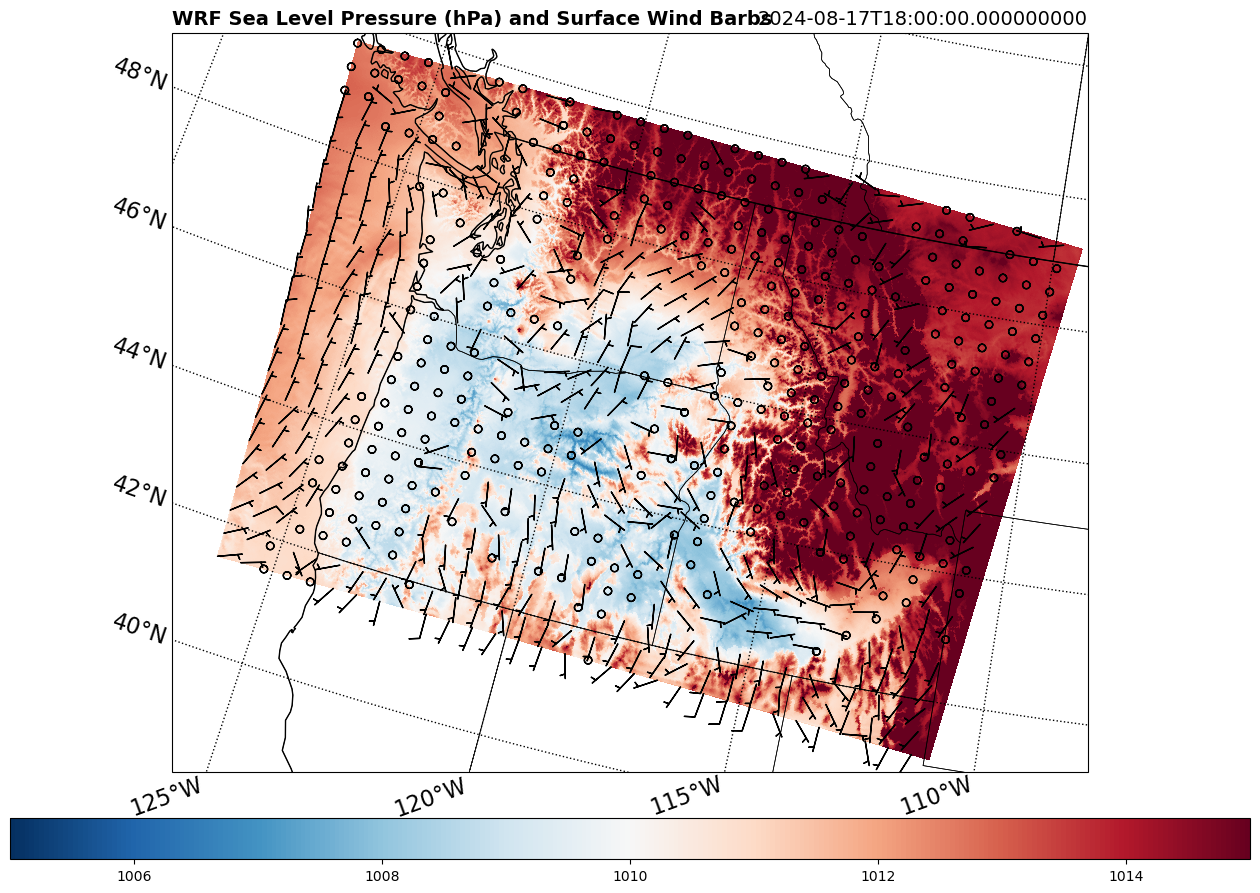 WRF Sea Level Pressure (hPa) and Surface Wind Barbs 2024-08-17T18:00:00.000000000
48°N
46°N
44°N
42°N
40°N
125°W 120°W 115°W 110°W
1006 1008 1010 1012 1014